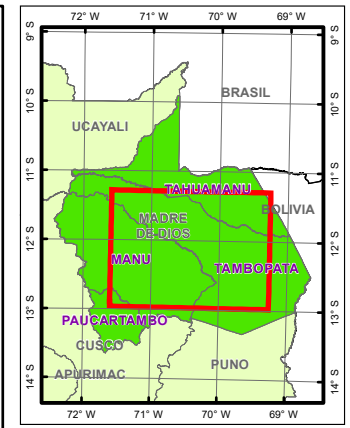 72° W 71° W 70° W 69° W
9° S 9° S
BRASIL
10° S 10° S
UCAYALI
11° S 11° S
TAHUAMANU
BOLIVIA
MADRE
DE DIOS
12° S 12° S
MANU
TAMBOPATA
13° S 13° S
PAUCARTAMBO
CUSCO
PUNO
APURIMAC
14° S 14° S
72° W 71° W 70° W 69° W